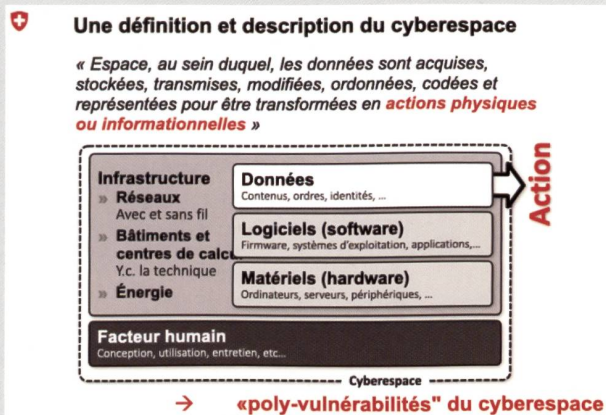 Une définition et description du cyberespace
« Espace, au sein duquel, les données sont acquises,
stockées, transmises, modifiées, ordonnées, codées et
représentées pour être transformées en actions physiques
ou informationnelles »
Infrastructure
» Réseaux
Avec et sans fil
» Bâtiments et
centres de calcu
Y.c. la technique
» Énergie
Données
Contenus, ordres, identités, ...
Logiciels (software)
Firmware, systèmes d'exploitation, applications,...
Matériels (hardware)
Ordinateurs, serveurs, périphériques, ...
Action
Facteur humain
Conception, utilisation, entretien, etc...
Cyberespace
→ «poly-vulnérabilités" du cyberespace